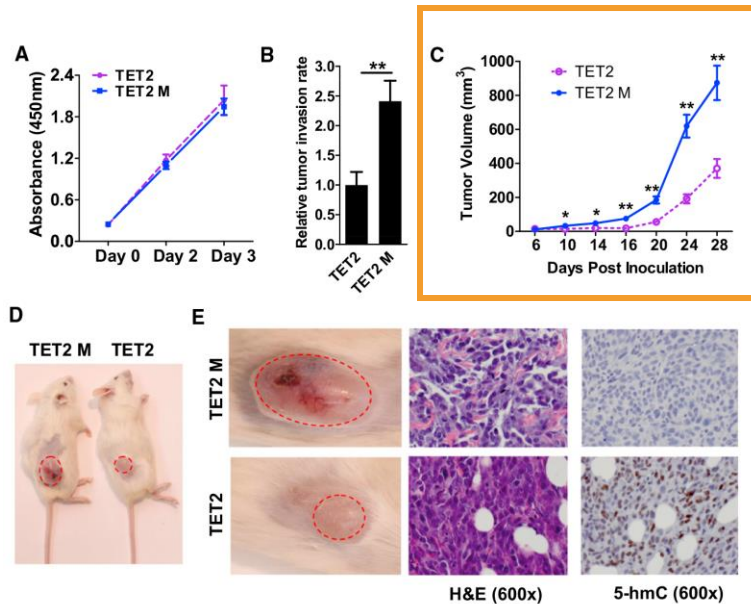 A
TET2
TET2 M
Absorbance (450nm)
2.4
1.8
1.2
0.6
0.0
Day 0 Day 2 Day 3
B
Relative tumor invasion rate
**
3.0
2.5
2.0
1.5
1.0
0.5
0.0
TET2
TET2 M
C
TET2
TET2 M
Tumor Volume (mm³)
1000
800
600
400
200
0
* * ** ** ** **
6 10 14 16 20 24 28
Days Post Inoculation
D
TET2 M TET2
E
TET2 M
TET2
H&E (600x) 5-hmC (600x)